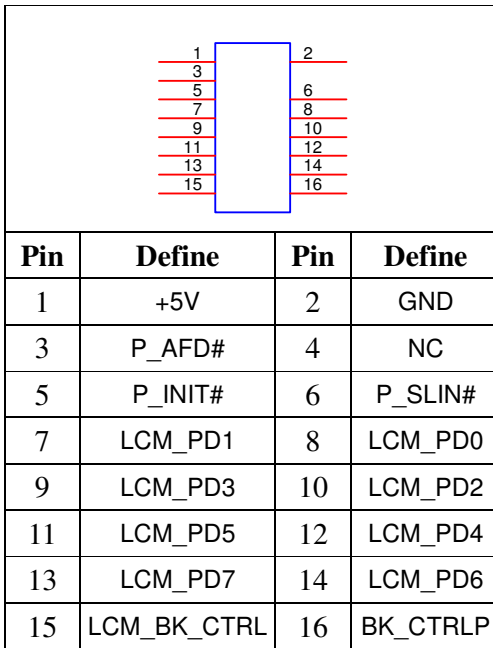 1 2
3
5 6
7 8
9 10
11 12
13 14
15 16
Pin Define Pin Define
1 +5V 2 GND
3 P_AFD# 4 NC
5 P_INIT# 6 P_SLIN#
7 LCM_PD1 8 LCM_PD0
9 LCM_PD3 10 LCM_PD2
11 LCM_PD5 12 LCM_PD4
13 LCM_PD7 14 LCM_PD6
15 LCM_BK_CTRL 16 BK_CTRLP